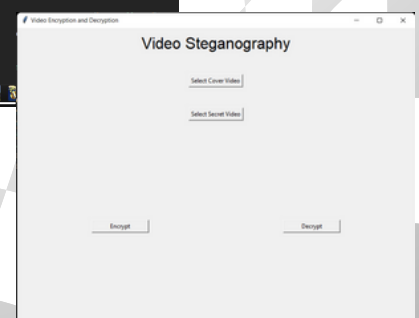 Video Encryption and Decryption
Video Steganography
Select Cover Video
Select Secret Video
Encrypt
Decrypt